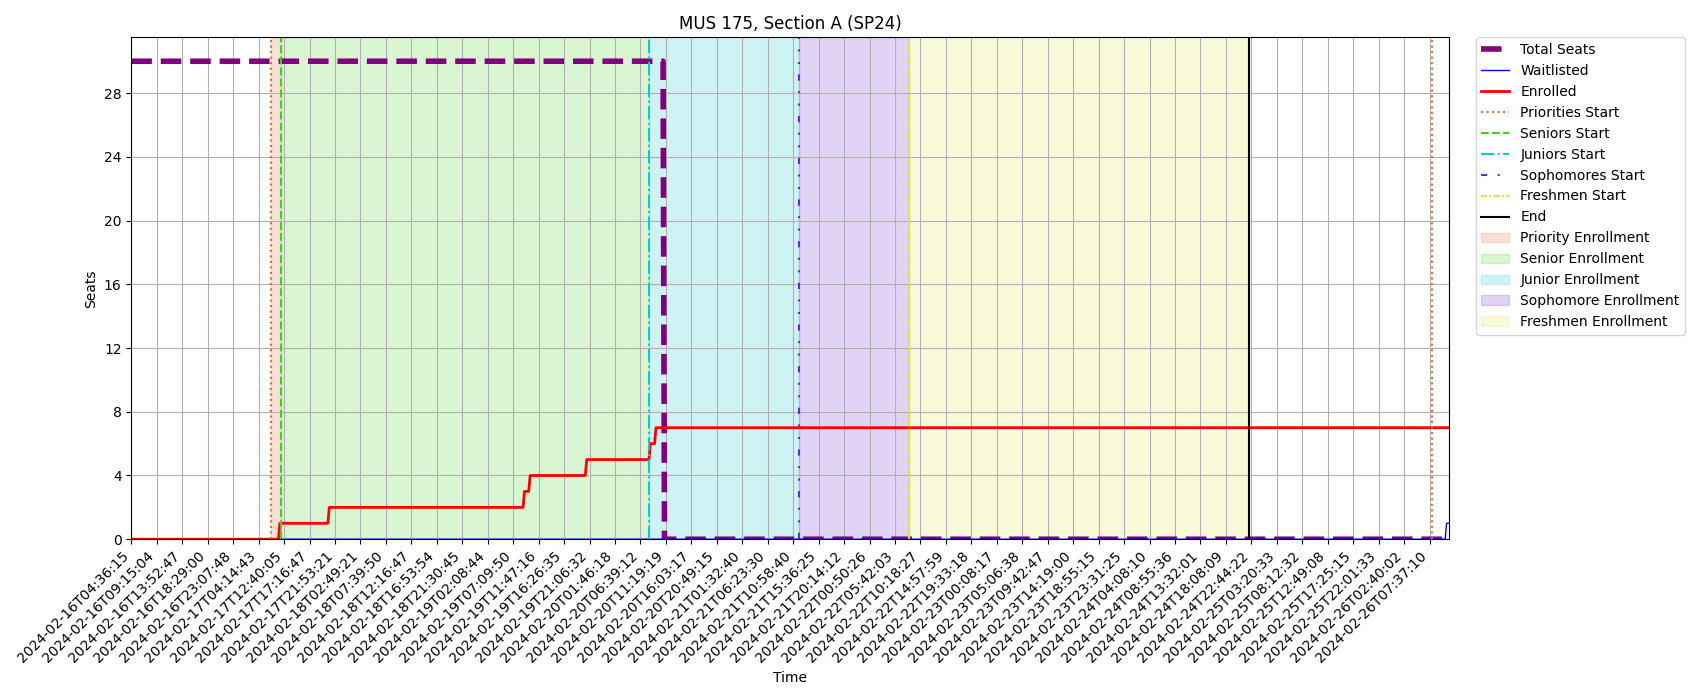 MUS 175, Section A (SP24)
Seats
28
24
20
16
12
8
4
0
2024-02-16T04:36:15
2024-02-16T09:15:04
2024-02-16T13:52:47
2024-02-16T18:29:00
2024-02-16T23:07:48
2024-02-17T04:14:43
2024-02-17T12:40:05
2024-02-17T17:16:47
2024-02-17T21:53:21
2024-02-18T02:49:21
2024-02-18T07:39:50
2024-02-18T12:16:47
2024-02-18T16:53:54
2024-02-18T21:30:45
2024-02-19T02:08:44
2024-02-19T07:09:50
2024-02-19T11:47:16
2024-02-19T16:26:35
2024-02-19T21:06:32
2024-02-20T01:46:18
2024-02-20T06:39:12
2024-02-20T11:19:19
2024-02-20T16:03:17
2024-02-20T20:49:15
2024-02-21T01:32:40
2024-02-21T06:23:30
2024-02-21T10:58:40
2024-02-21T15:36:25
2024-02-21T20:14:12
2024-02-22T00:50:26
2024-02-22T05:42:03
2024-02-22T10:18:27
2024-02-22T14:57:59
2024-02-22T19:33:18
2024-02-23T00:08:17
2024-02-23T05:06:38
2024-02-23T09:42:47
2024-02-23T14:19:00
2024-02-23T18:55:15
2024-02-23T23:31:25
2024-02-24T04:08:10
2024-02-24T08:55:36
2024-02-24T13:32:01
2024-02-24T18:08:09
2024-02-24T22:44:22
2024-02-25T03:20:33
2024-02-25T08:12:32
2024-02-25T12:49:08
2024-02-25T17:25:15
2024-02-25T22:01:33
2024-02-26T02:40:02
2024-02-26T07:37:10
Time
Total Seats
Waitlisted
Enrolled
Priorities Start
Seniors Start
Juniors Start
Sophomores Start
Freshmen Start
End
Priority Enrollment
Senior Enrollment
Junior Enrollment
Sophomore Enrollment
Freshmen Enrollment